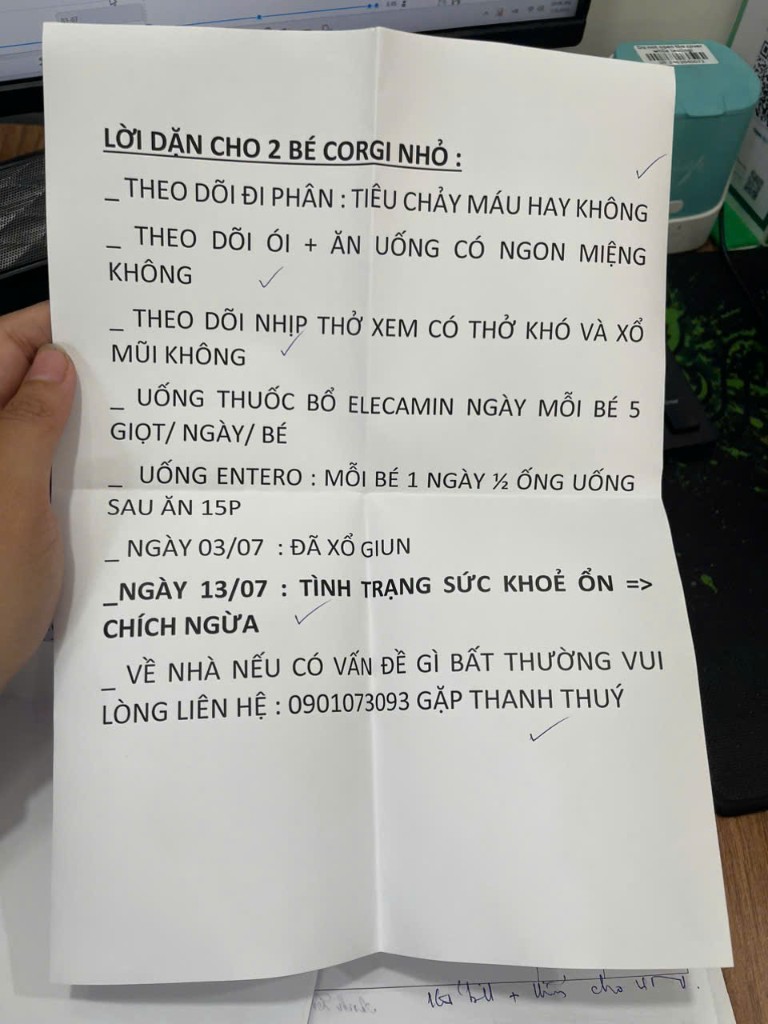 LỜI DẶN CHO 2 BÉ CORGI NHỎ :
_ THEO DÕI ĐI PHÂN : TIÊU CHẢY MÁU HAY KHÔNG
_ THEO DÕI ÓI + ĂN UỐNG CÓ NGON MIỆNG
KHÔNG
_ THEO DÕI NHỊP THỞ XEM CÓ THỞ KHÓ VÀ XỔ
MŨI KHÔNG
_ UỐNG THUỐC BỔ ELECAMIN NGÀY MỖI BÉ 5
GIỌT/ NGÀY/ BÉ
_ UỐNG ENTERO : MỖI BÉ 1 NGÀY ½ ỐNG UỐNG
SAU ĂN 15P
_ NGÀY 03/07 : ĐÃ XỔ GIUN
_NGÀY 13/07 : TÌNH TRẠNG SỨC KHOẺ ỔN =>
CHÍCH NGỪA
_ VỀ NHÀ NẾU CÓ VẤN ĐỀ GÌ BẤT THƯỜNG VUI
LÒNG LIÊN HỆ : 0901073093 GẶP THANH THUÝ